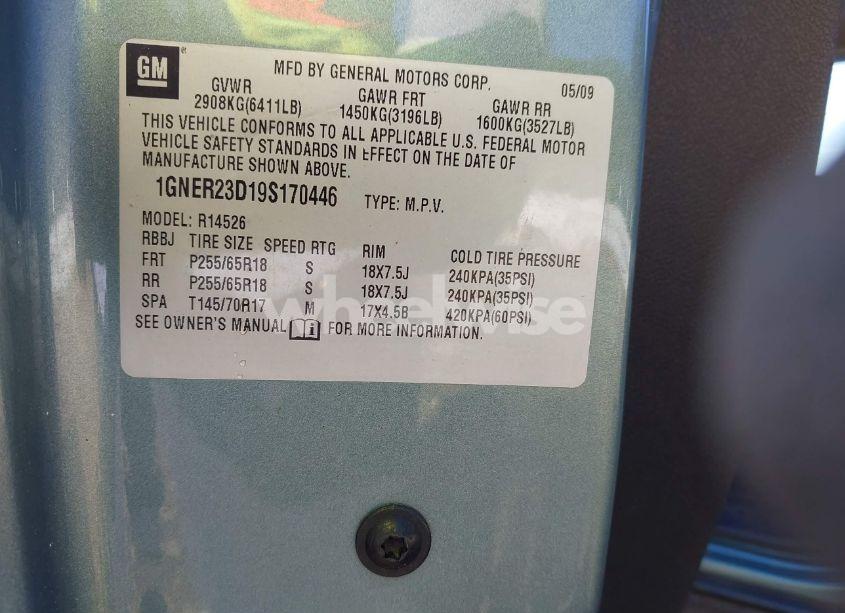 GM
MFD BY GENERAL MOTORS CORP. 05/09
GVWR GAWR FRT GAWR RR
2908KG(6411LB) 1450KG(3196LB) 1600KG(3527LB)
THIS VEHICLE CONFORMS TO ALL APPLICABLE U.S. FEDERAL MOTOR
VEHICLE SAFETY STANDARDS IN EFFECT ON THE DATE OF
MANUFACTURE SHOWN ABOVE.
1GNER23D19S170446 TYPE: M.P.V.
MODEL: R14526
RBBJ TIRE SIZE SPEED RTG RIM COLD TIRE PRESSURE
FRT P255/65R18 S 18X7.5J 240KPA(35PSI)
RR P255/65R18 S 18X7.5J 240KPA(35PSI)
SPA T145/70R17 M 17X4.5B 420KPA(60PSI)
SEE OWNER'S MANUAL i FOR MORE INFORMATION.
wheelwise